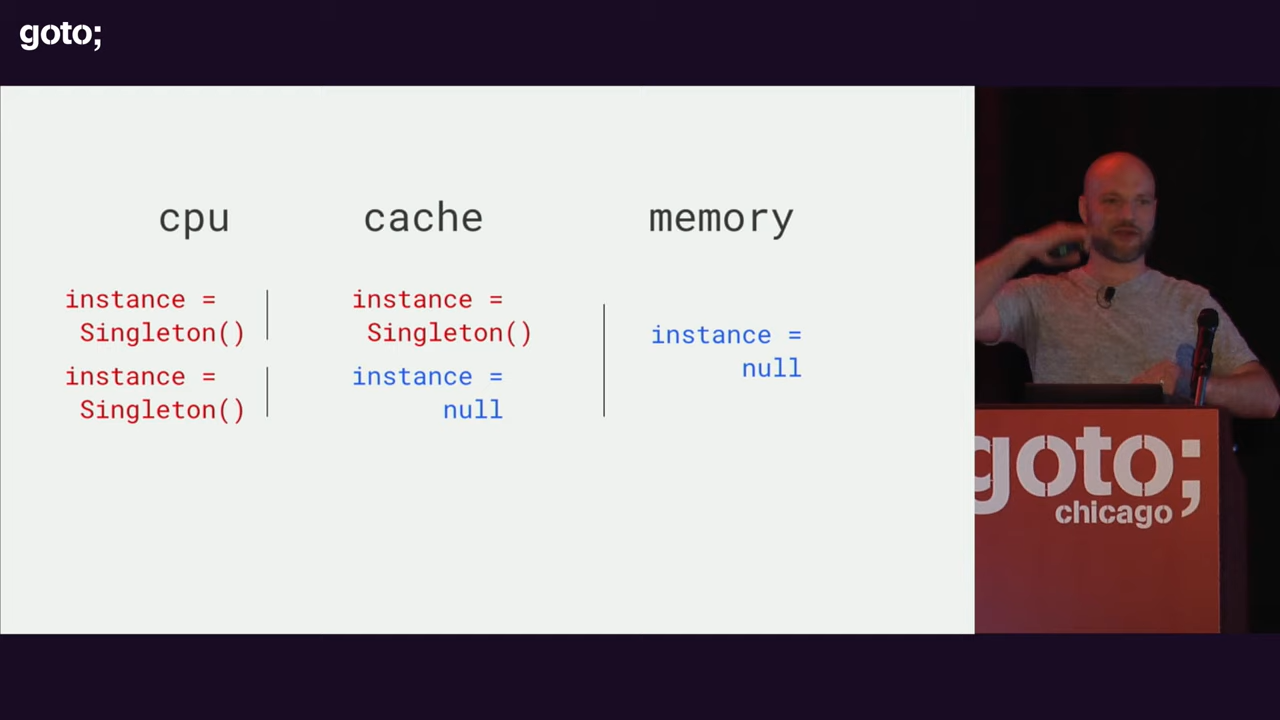 goto;
cpu
cache
memory
instance =
Singleton()
instance =
Singleton()
instance =
Singleton()
instance =
null
instance =
null
goto;
chicago